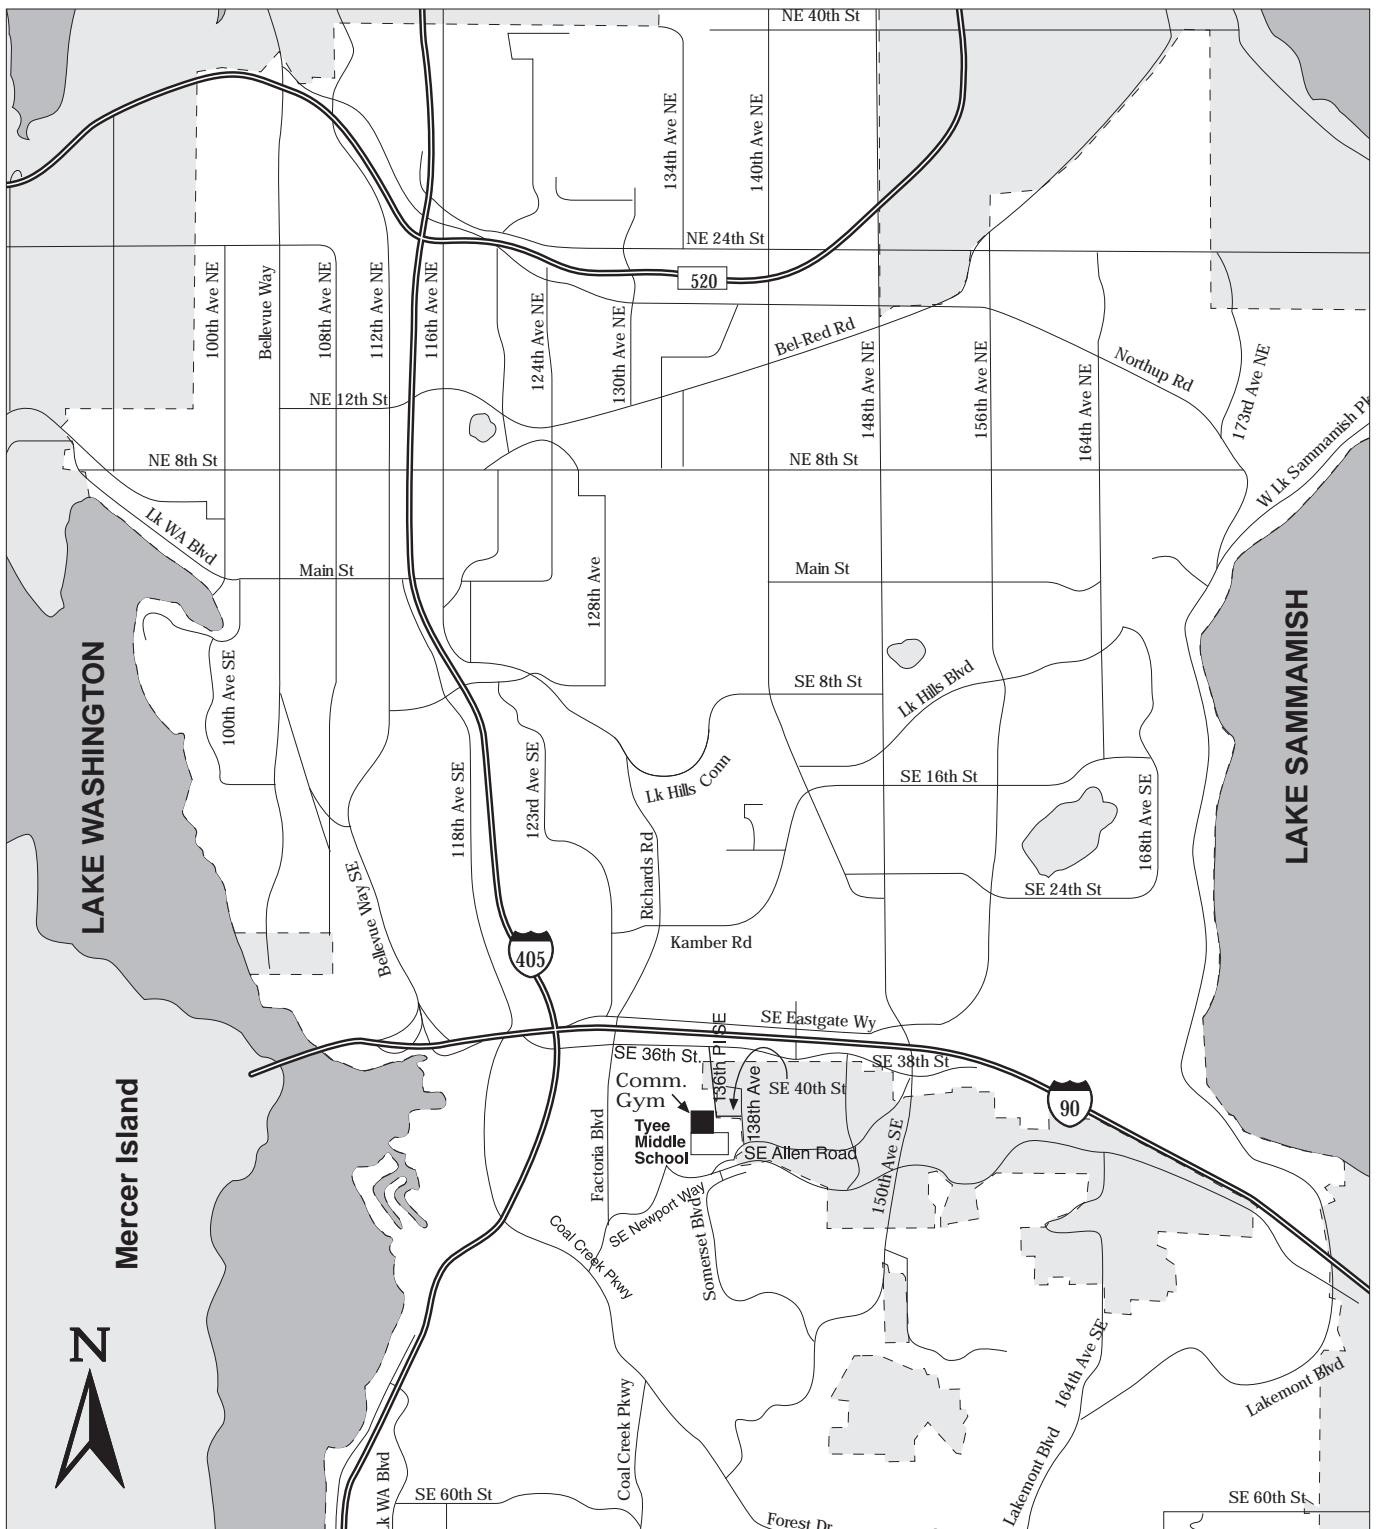 NE 40th St
134th Ave NE
140th Ave NE
NE 24th St
520
100th Ave NE
Bellevue Way
108th Ave NE
112th Ave NE
116th Ave NE
124th Ave NE
130th Ave NE
Bel-Red Rd
148th Ave NE
156th Ave NE
164th Ave NE
Northup Rd
173rd Ave NE
NE 12th St
W Lk Sammamish Pk
NE 8th St
NE 8th St
Lk WA Blvd
Main St
Main St
128th Ave
LAKE WASHINGTON
LAKE SAMMAMISH
100th Ave SE
SE 8th St
Lk Hills Blvd
118th Ave SE
123rd Ave SE
Lk Hills Conn
SE 16th St
168th Ave SE
Richards Rd
SE 24th St
Bellevue Way SE
Kamber Rd
405
SE Eastgate Wy
136th Pl SE
SE 36th St.
SE 38th St
SE 40th St
138th Ave
90
Comm.
Gym
Tyee
Middle
School
Factoria Blvd
SE Allen Road
150th Ave SE
Mercer Island
SE Newport Way
Somerset Blvd
Coal Creek Pkwy
164th Ave SE
Lakemont Blvd
N
Coal Creek Pkwy
Lakemont Blvd
Lk WA Blvd
SE 60th St
SE 60th St
Forest Dr